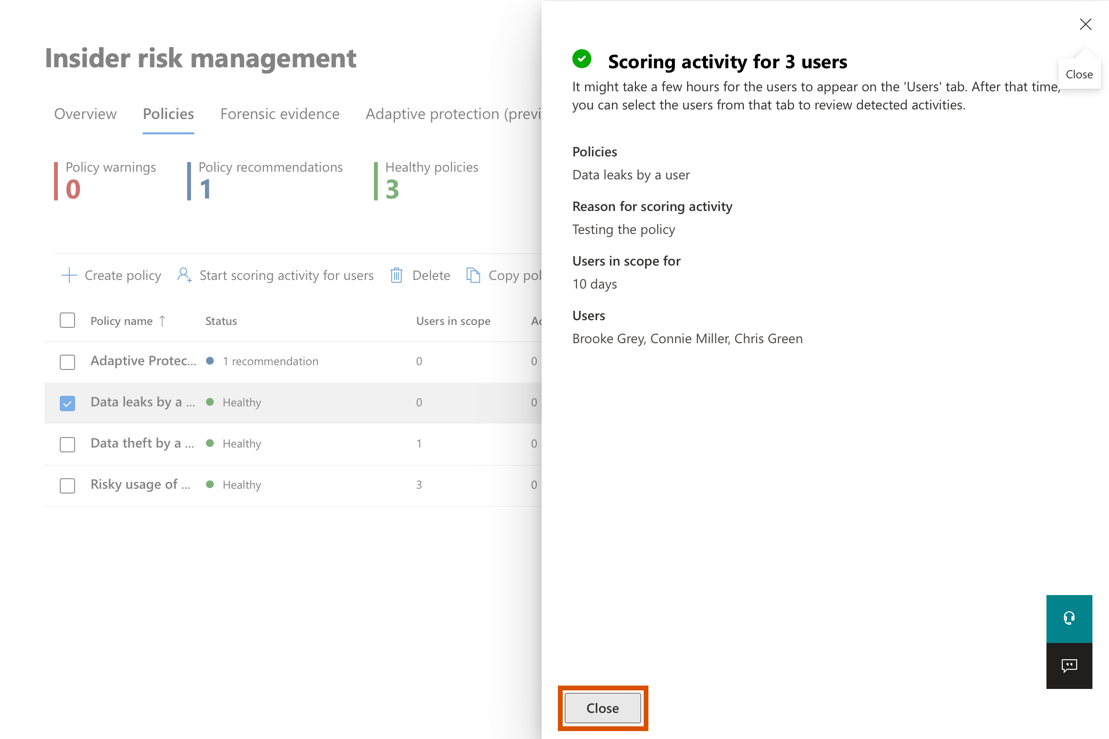 Insider risk management
Overview Policies Forensic evidence Adaptive protection (previ
Policy warnings Policy recommendations Healthy policies
0 1 3
Create policy Start scoring activity for users Delete Copy pol
Policy name ↑ Status Users in scope Ac
Adaptive Protec... 1 recommendation 0 0
Data leaks by a ... Healthy 0 0
Data theft by a ... Healthy 1 0
Risky usage of ... Healthy 3 0
Close
Scoring activity for 3 users
It might take a few hours for the users to appear on the 'Users' tab. After that time,
you can select the users from that tab to review detected activities.
Policies
Data leaks by a user
Reason for scoring activity
Testing the policy
Users in scope for
10 days
Users
Brooke Grey, Connie Miller, Chris Green
Close